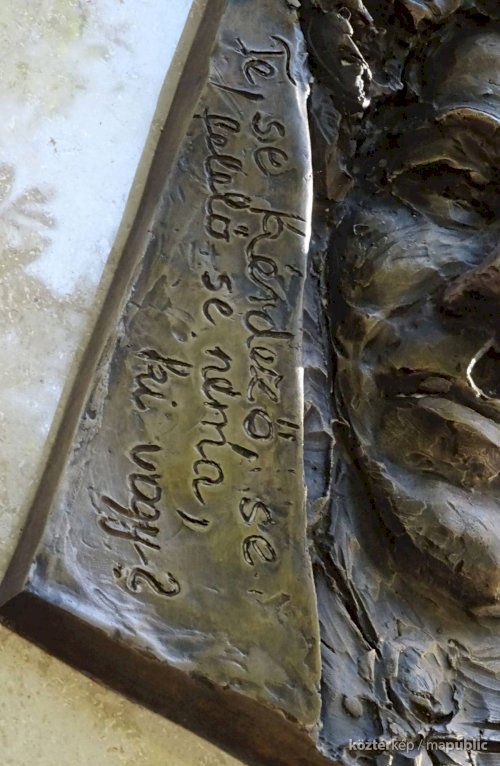 Te, se kérdező, se
felelő, se néma,
ki vagy?
köztérkép / mapublic